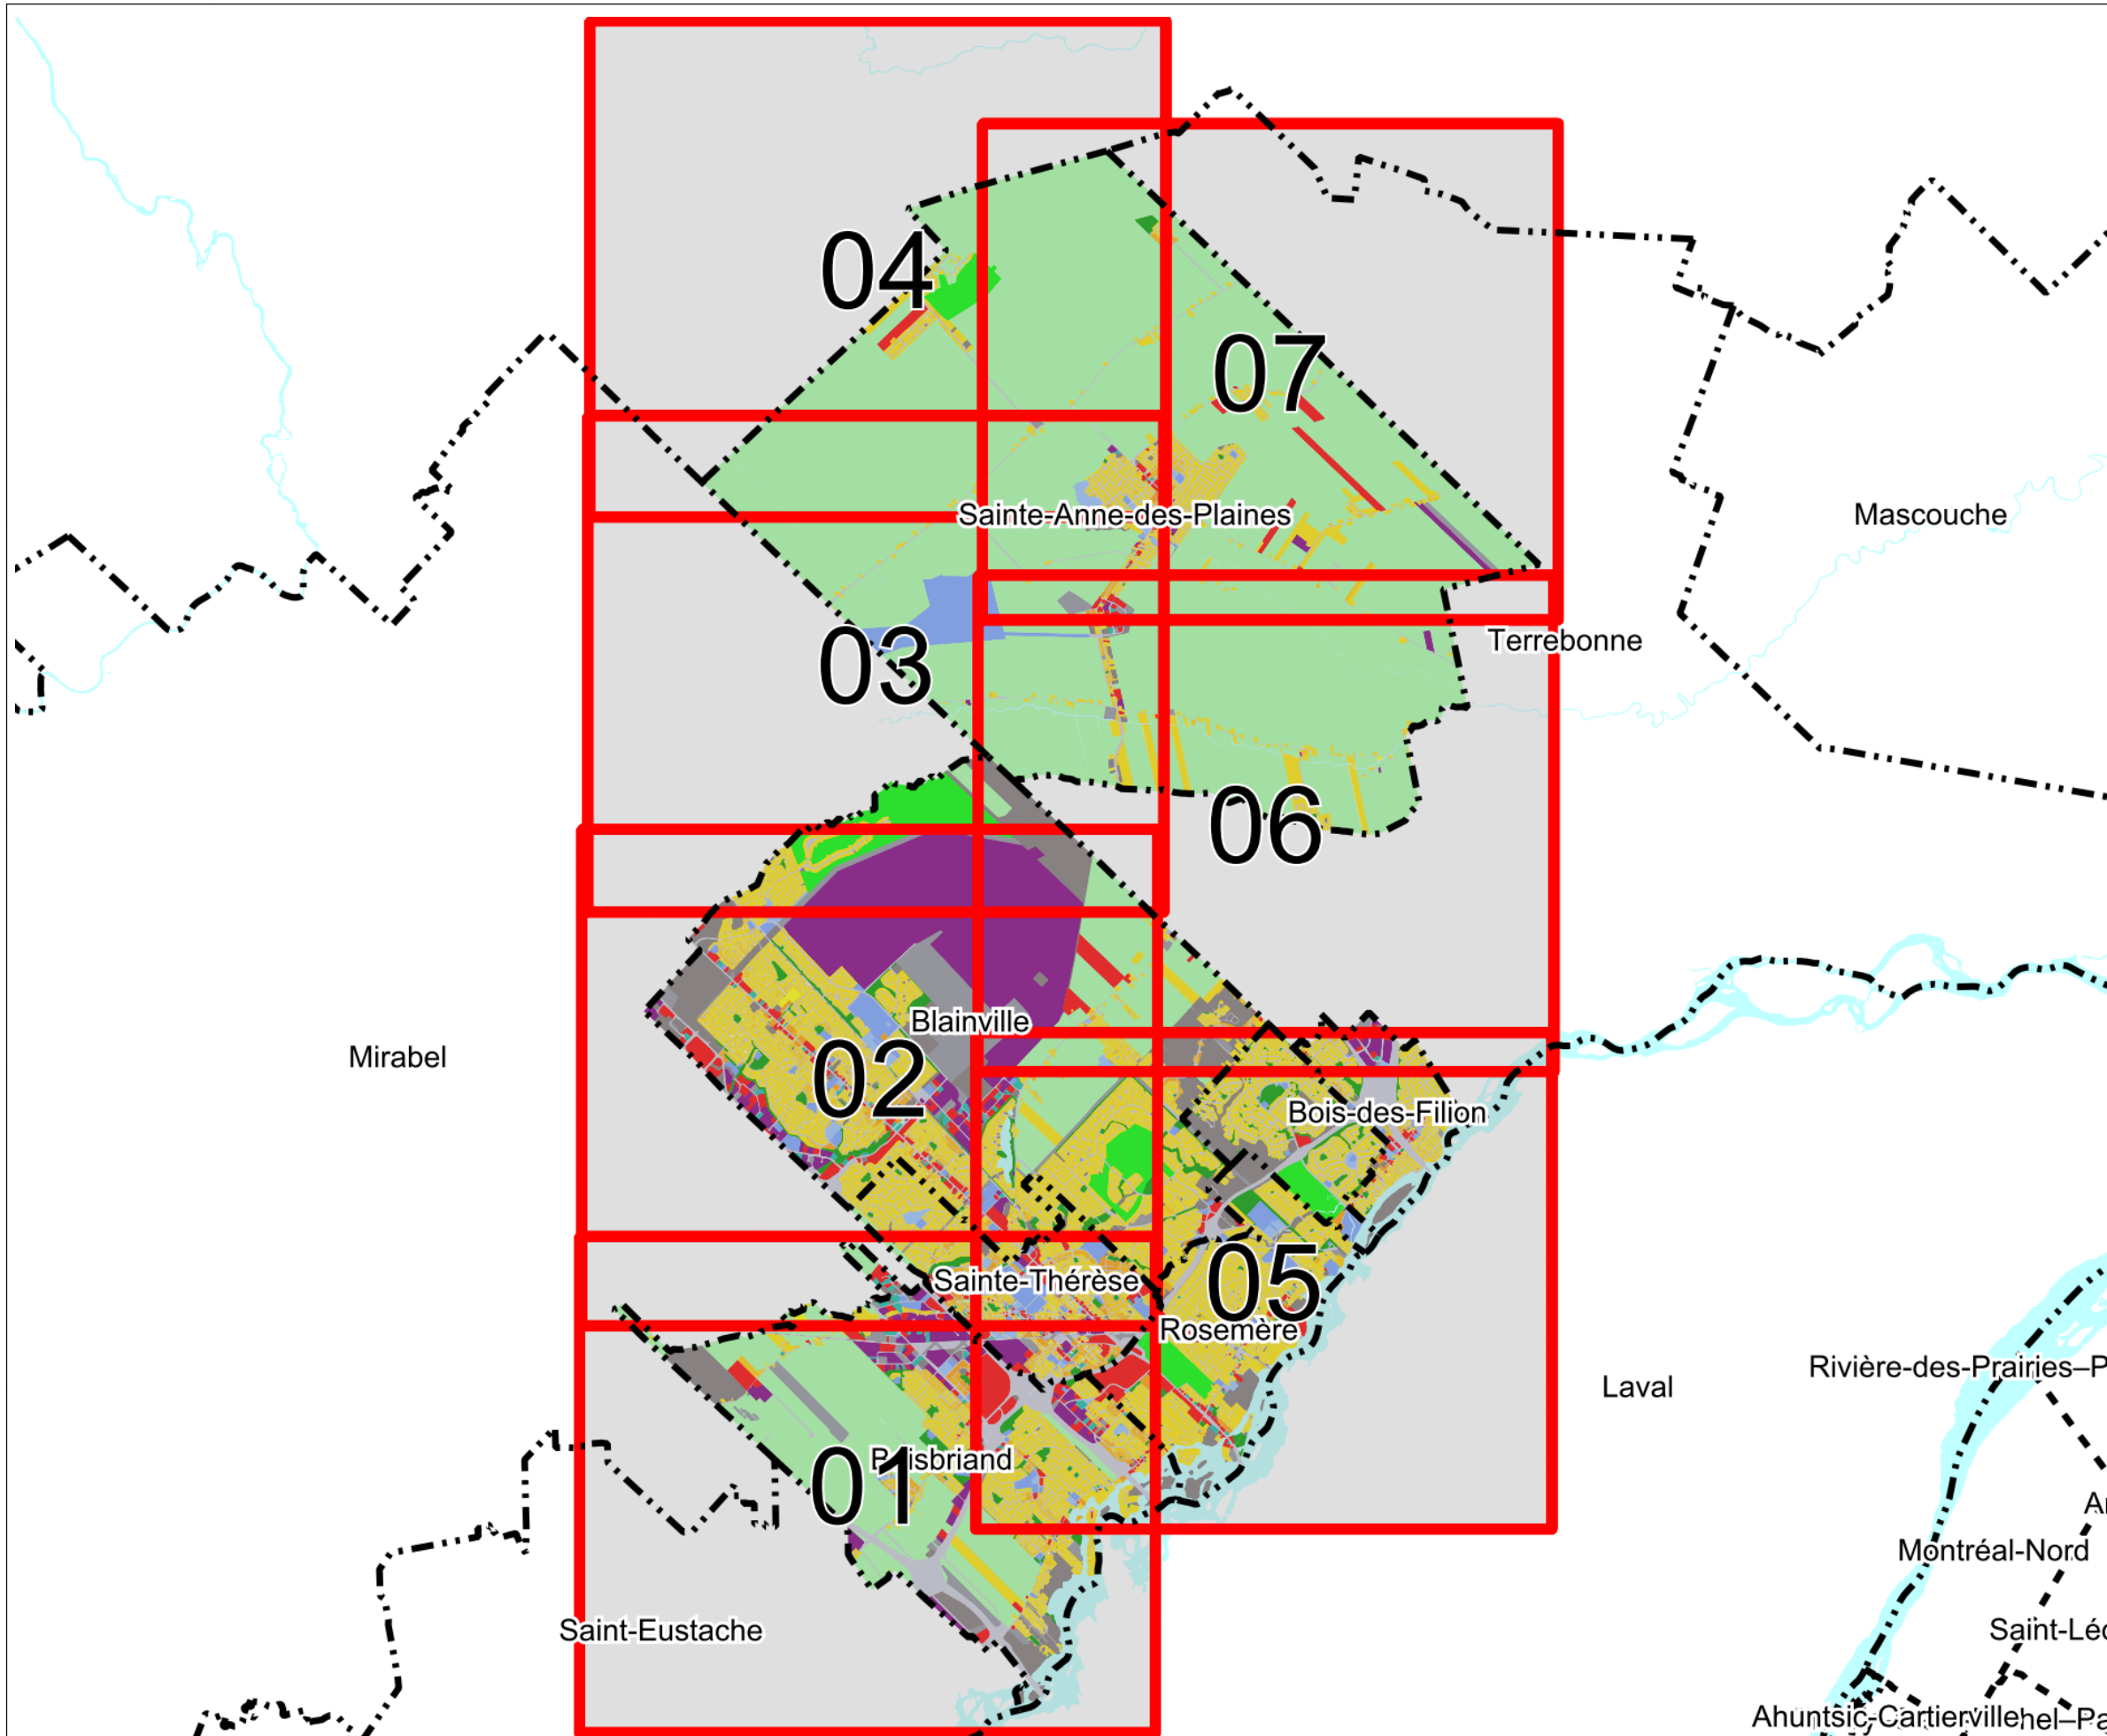 04
07
Sainte-Anne-des-Plaines
Mascouche
Terrebonne
03
06
Blainville
Mirabel
02
Bois-des-Filion
Sainte-Thérèse
05
Rosemère
Rivière-des-Prairies–P
Laval
Boisbriand
01
Montréal-Nord
Saint-Eustache
Saint-Léo
Ahuntsic-Cartierville